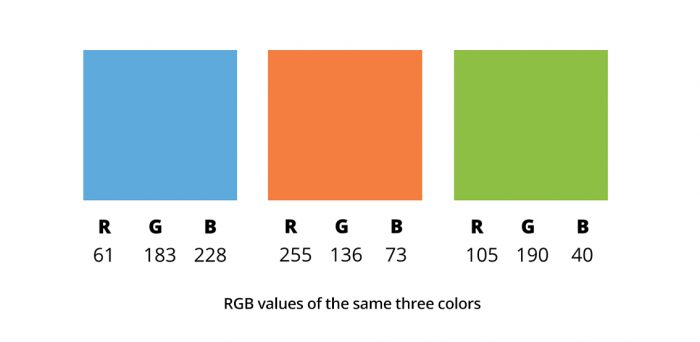 R G B R G B R G B
61 183 228 255 136 73 105 190 40
RGB values of the same three colors